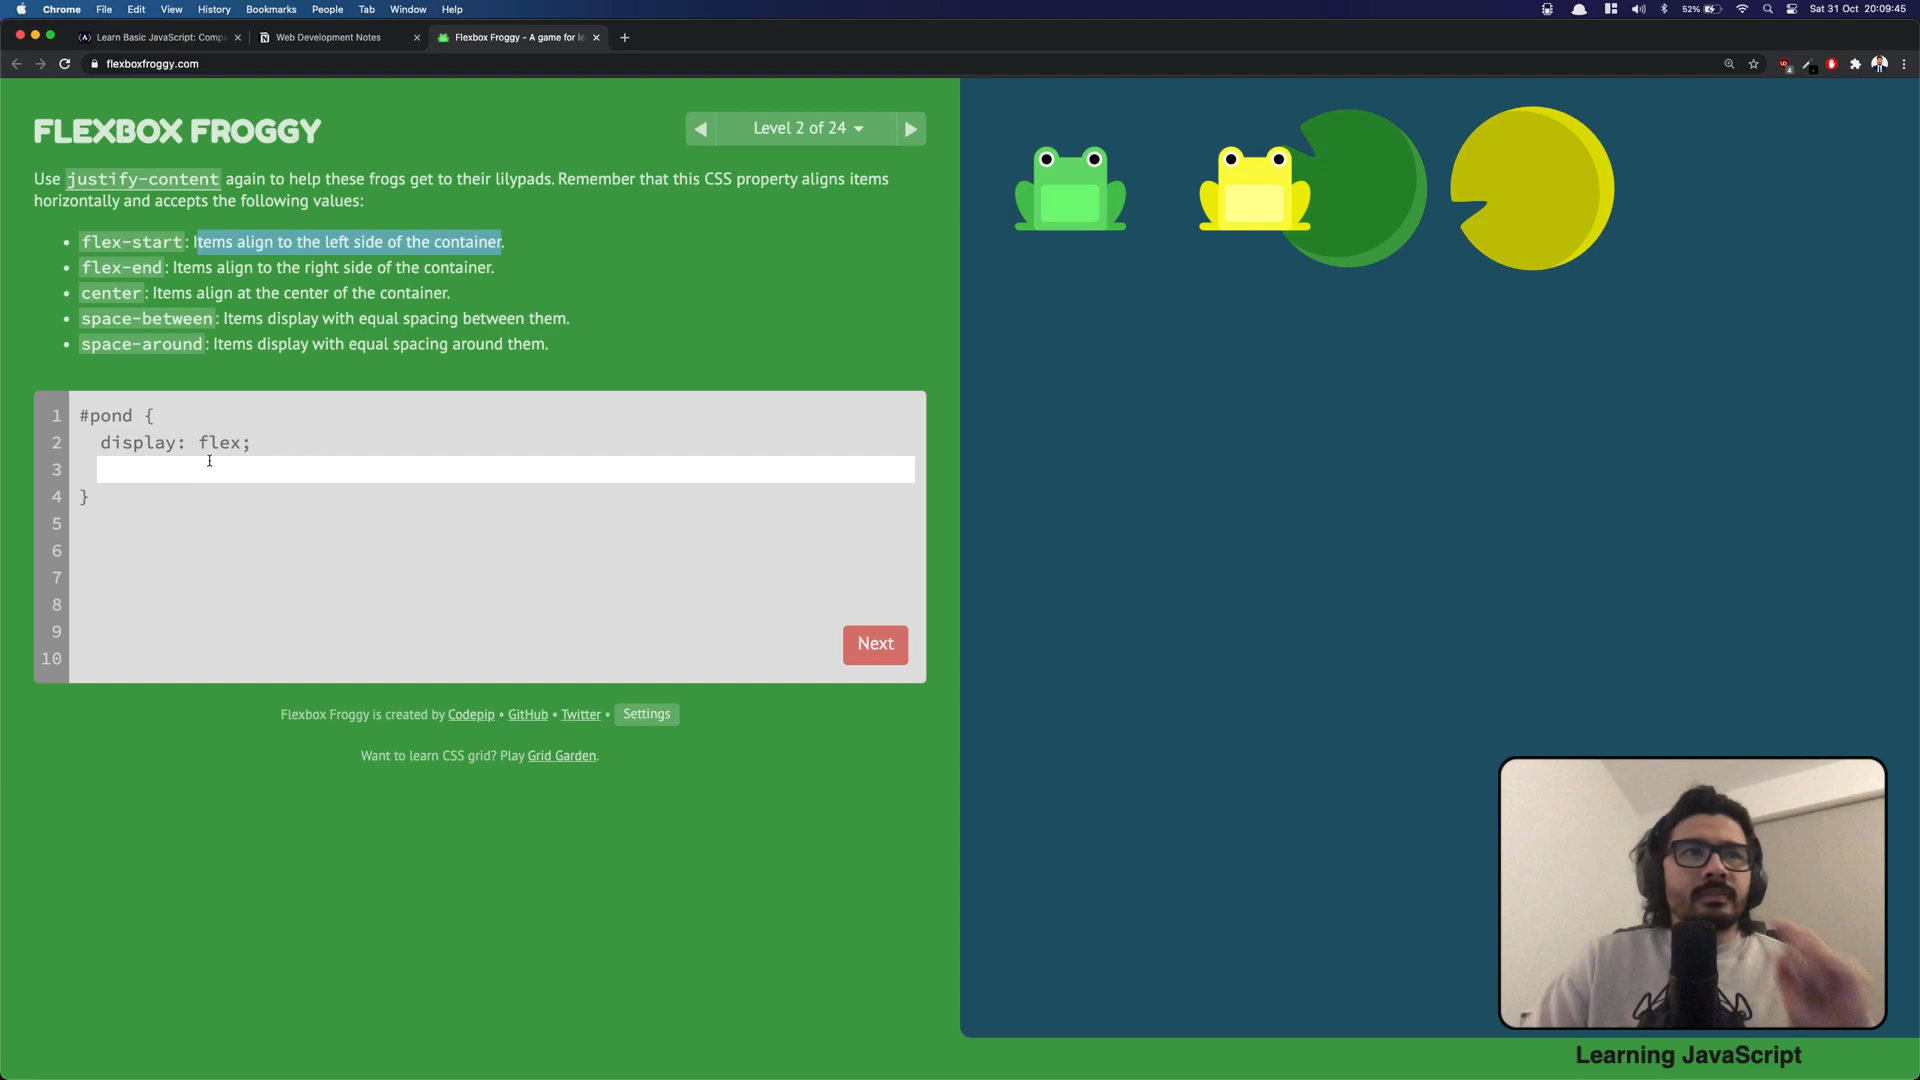 Chrome File Edit View History Bookmarks People Tab Window Help 52% Sat 31 Oct 20:09:45
Learn Basic JavaScript: Comp Web Development Notes Flexbox Froggy - A game for le
flexboxfroggy.com
FLEXBOX FROGGY
Level 2 of 24
Use justify-content again to help these frogs get to their lilypads. Remember that this CSS property aligns items
horizontally and accepts the following values:
• flex-start: Items align to the left side of the container.
• flex-end: Items align to the right side of the container.
• center: Items align at the center of the container.
• space-between: Items display with equal spacing between them.
• space-around: Items display with equal spacing around them.
1 #pond {
2 display: flex;
3
4 }
5
6
7
8
9
10
Next
Flexbox Froggy is created by Codepip • GitHub • Twitter • Settings
Want to learn CSS grid? Play Grid Garden.
Learning JavaScript